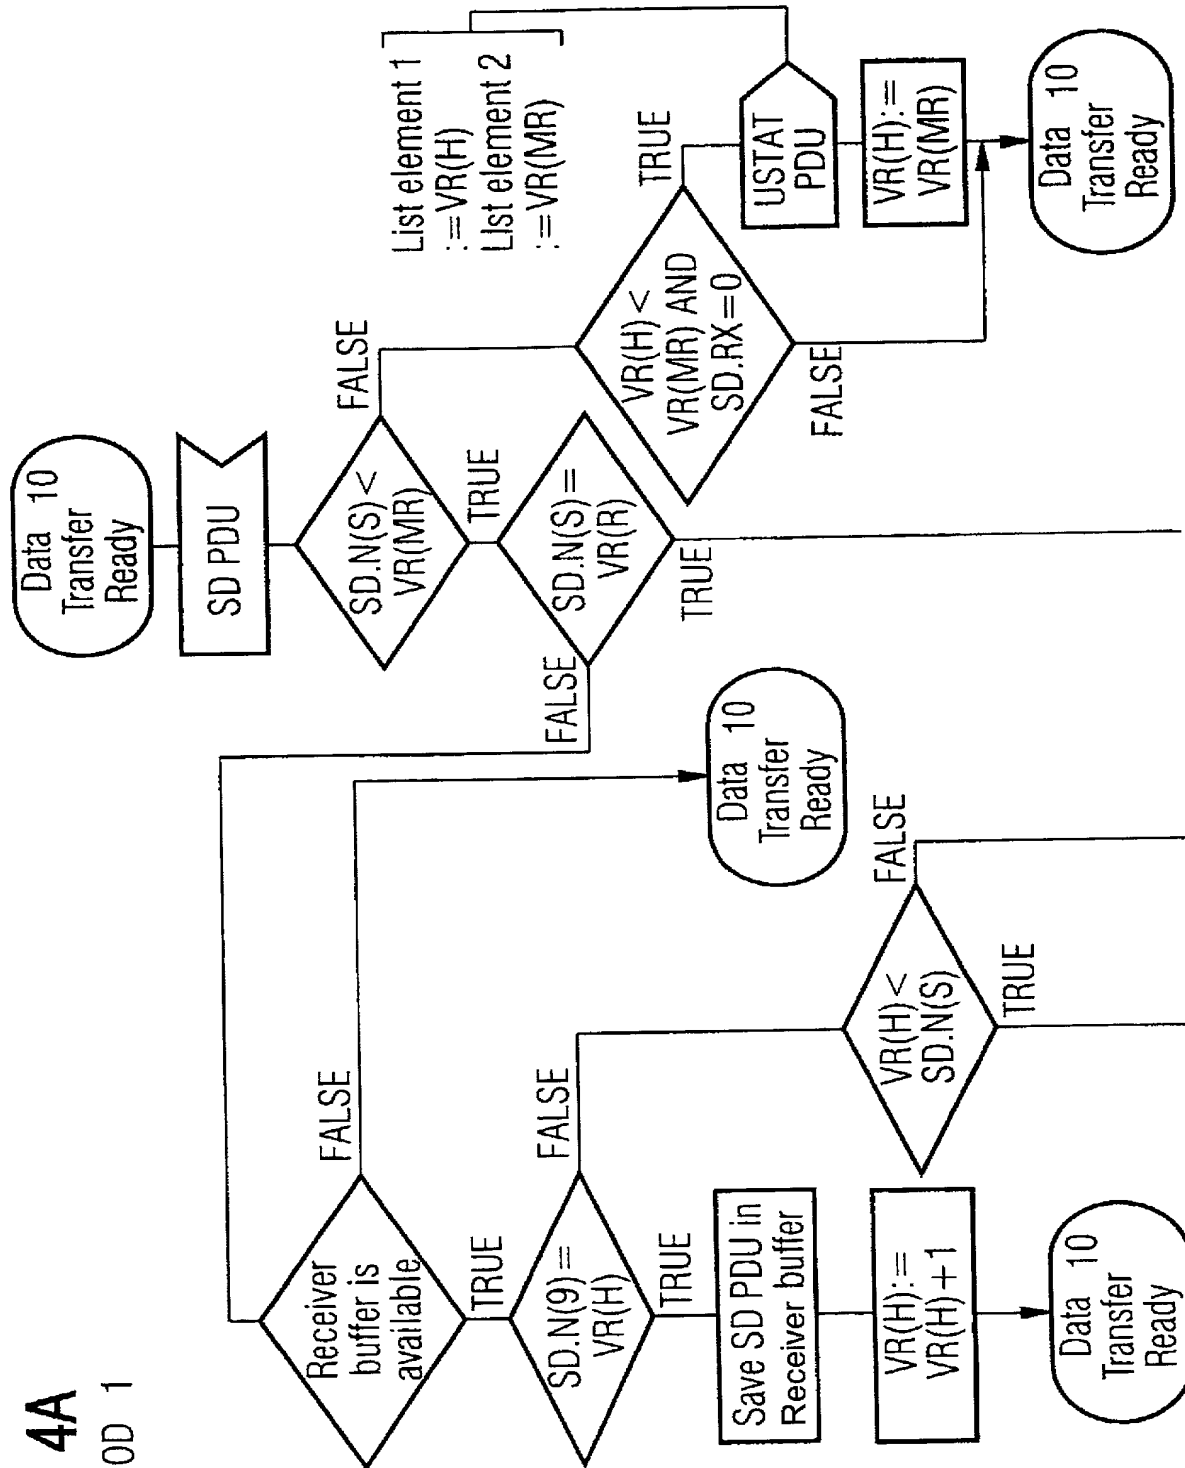 4A
OD 1
Data 10
Transfer
Ready
SD PDU
SD.N(S)<
VR(MR)
FALSE
TRUE
SD.N(S)=
VR(R)
FALSE
TRUE
VR(H)<
VR(MR) AND
SD.RX=0
TRUE
FALSE
List element 1
:=VR(H)
LIst element 2
:=VR(MR)
USTAT
PDU
VR(H):=
VR(MR)
Data 10
Transfer
Ready
Receiver
buffer is
available
FALSE
TRUE
Data 10
Transfer
Ready
SD.N(9)=
VR(H)
FALSE
TRUE
VR(H)<
SD.N(S)
FALSE
TRUE
Save SD PDU in
Receiver buffer
VR(H):=
VR(H)+1
Data 10
Transfer
Ready